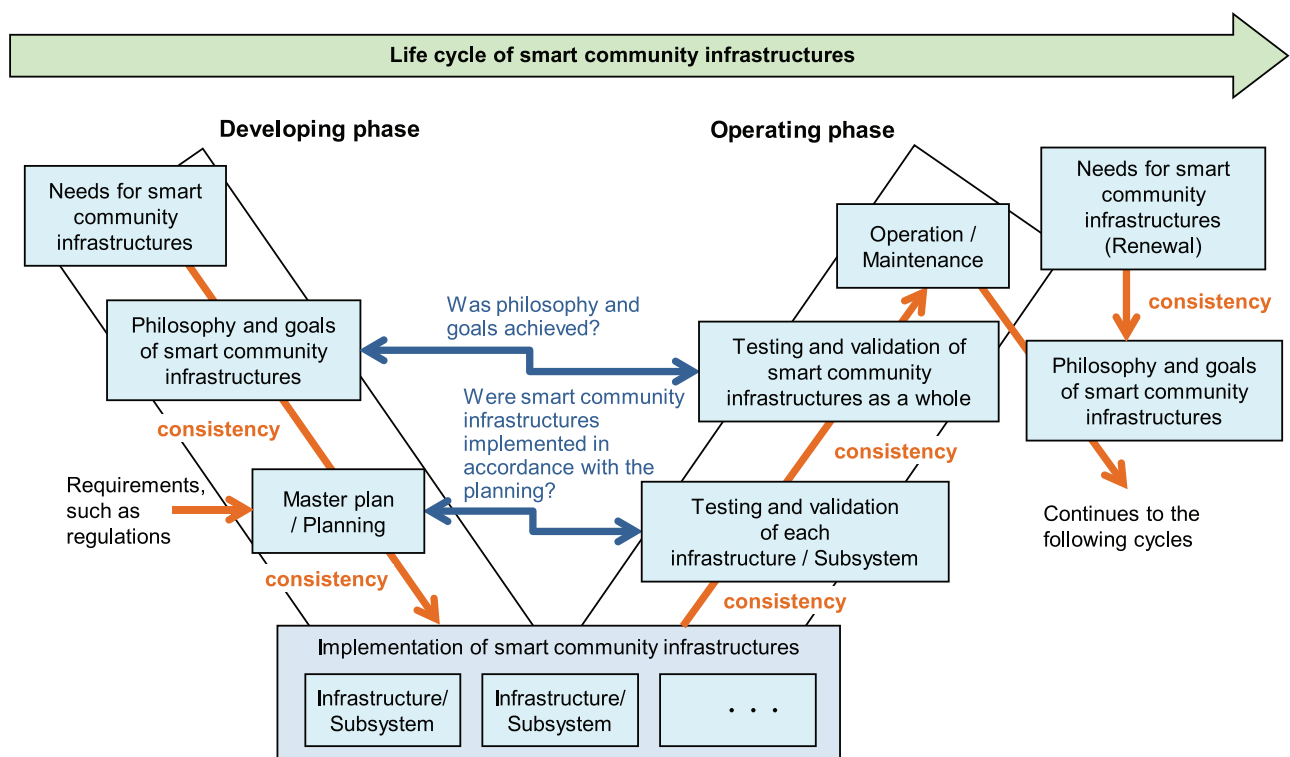 Life cycle of smart community infrastructures
Developing phase
Operating phase
Needs for smart
community
infrastructures
Philosophy and goals
of smart community
infrastructures
consistency
Requirements,
such as
regulations
Master plan
/ Planning
consistency
Was philosophy and
goals achieved?
Were smart community
infrastructures
implemented in
accordance with the
planning?
Implementation of smart community infrastructures
Infrastructure/
Subsystem
Infrastructure/
Subsystem
. . .
Testing and validation
of each
infrastructure / Subsystem
consistency
Testing and validation of
smart community
infrastructures as a whole
consistency
Operation /
Maintenance
Needs for smart
community
infrastructures
(Renewal)
consistency
Philosophy and goals
of smart community
infrastructures
Continues to the
following cycles